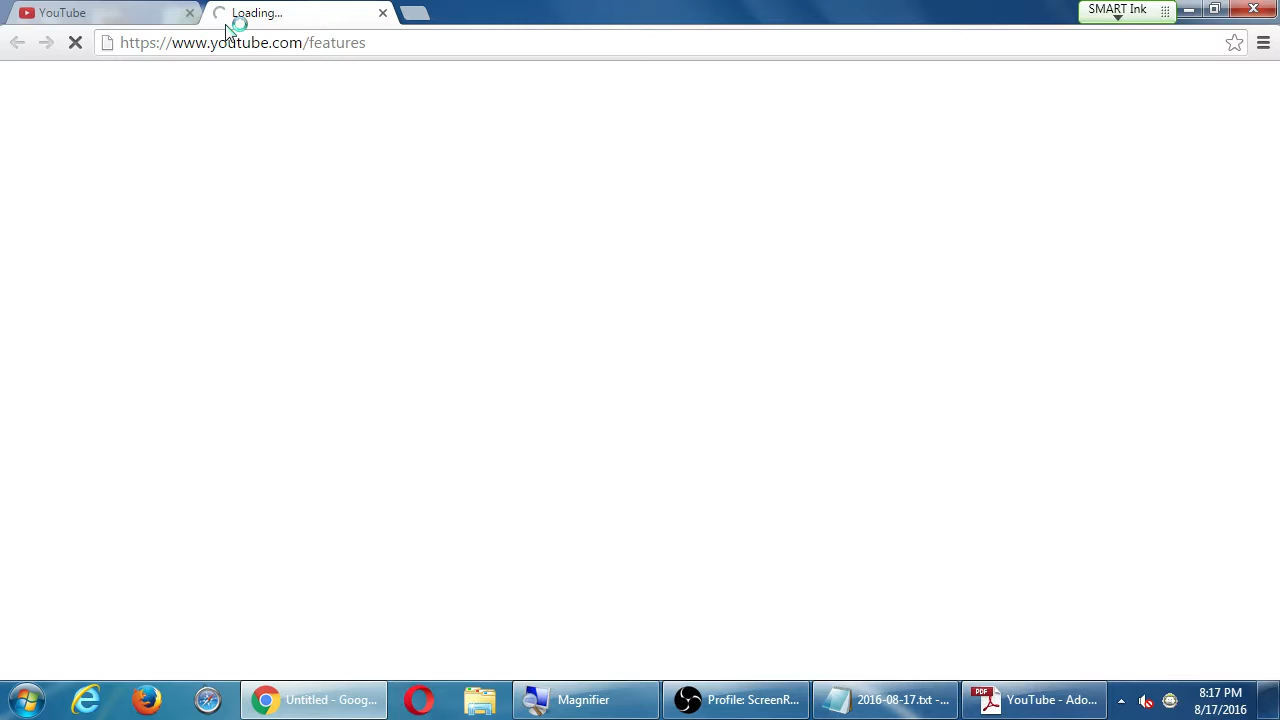 YouTube
Loading...
SMART Ink
https://www.youtube.com/features
Untitled - Goog...
Magnifier
Profile: ScreenR...
2016-08-17.txt -...
PDF
YouTube - Ado...
8:17 PM
8/17/2016